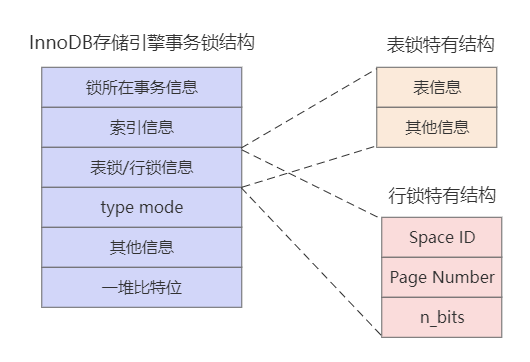 InnoDB存储引擎事务锁结构
锁所在事务信息
索引信息
表锁/行锁信息
type mode
其他信息
一堆比特位
表锁特有结构
表信息
其他信息
行锁特有结构
Space ID
Page Number
n_bits